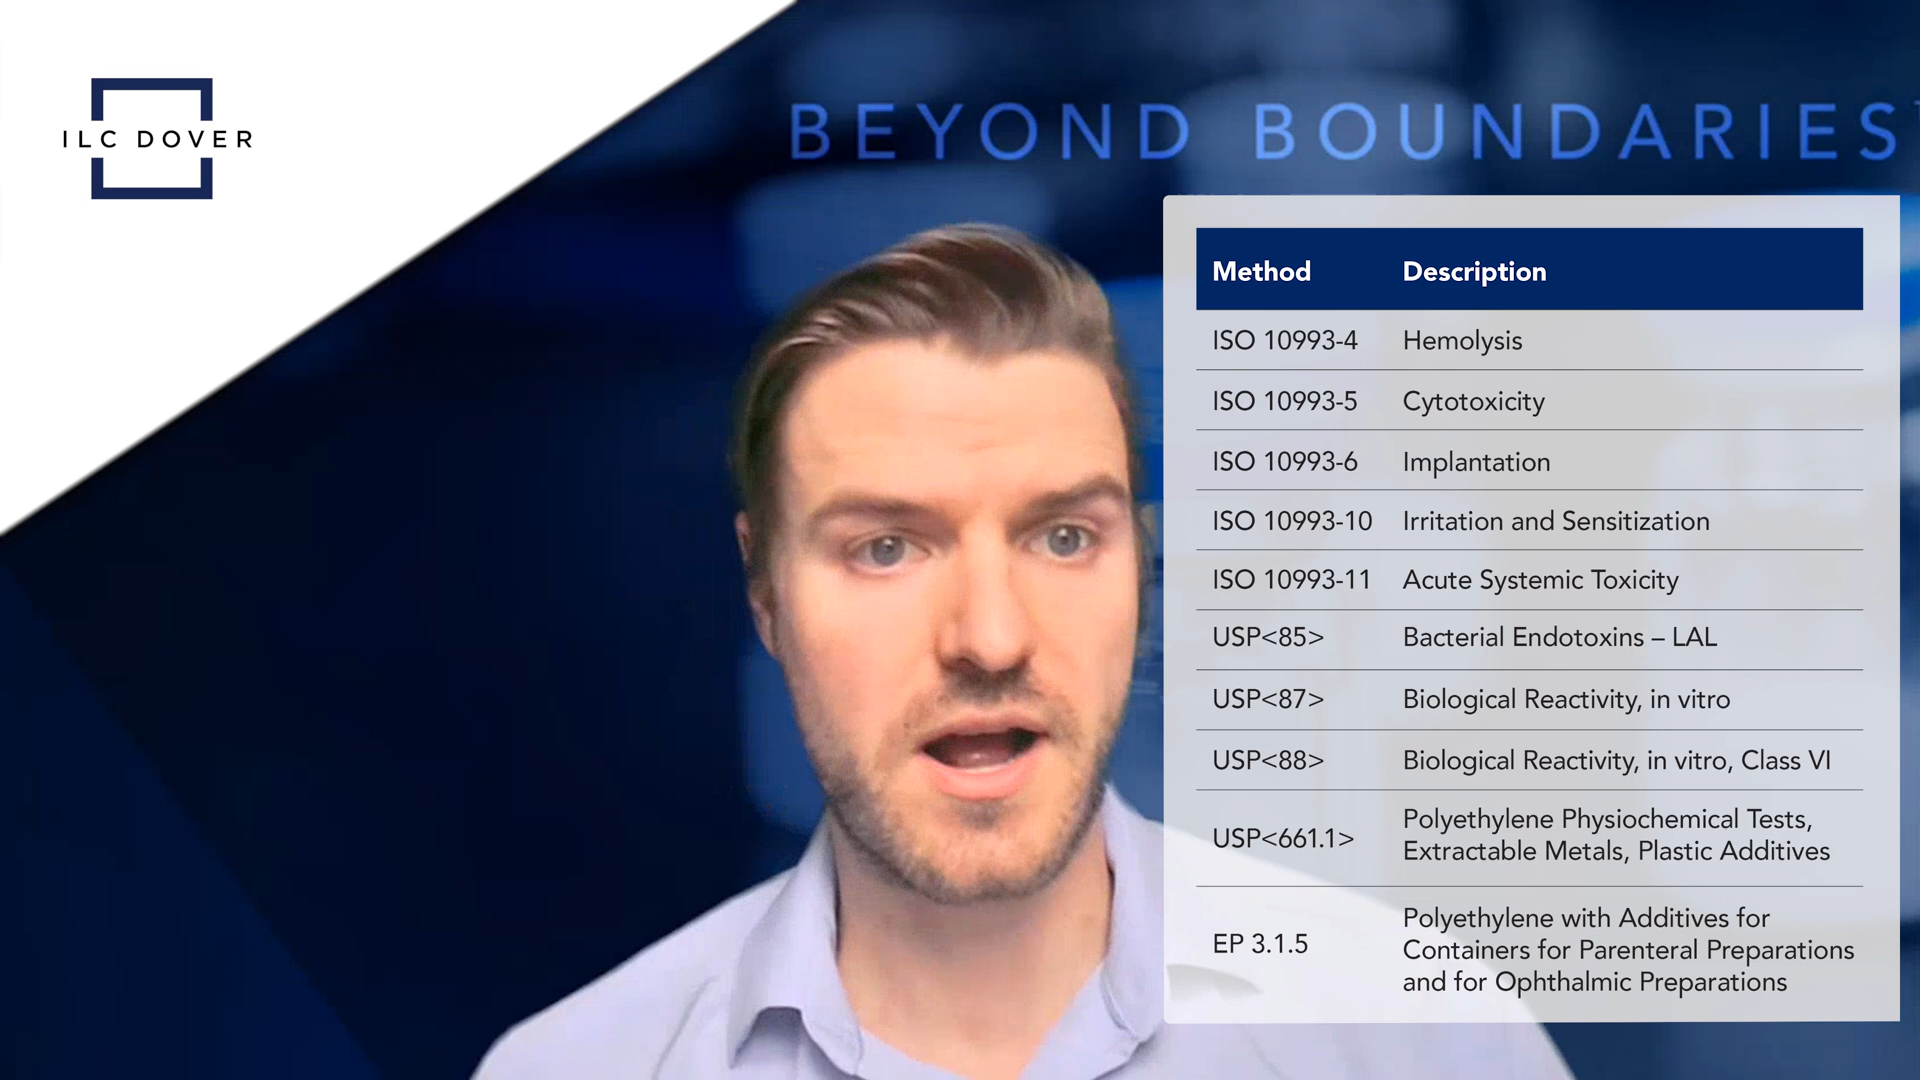 ILC DOVER
BEYOND BOUNDARIES
Method Description
ISO 10993-4 Hemolysis
ISO 10993-5 Cytotoxicity
ISO 10993-6 Implantation
ISO 10993-10 Irritation and Sensitization
ISO 10993-11 Acute Systemic Toxicity
USP<85> Bacterial Endotoxins – LAL
USP<87> Biological Reactivity, in vitro
USP<88> Biological Reactivity, in vitro, Class VI
USP<661.1> Polyethylene Physiochemical Tests,
Extractable Metals, Plastic Additives
EP 3.1.5 Polyethylene with Additives for
Containers for Parenteral Preparations
and for Ophthalmic Preparations